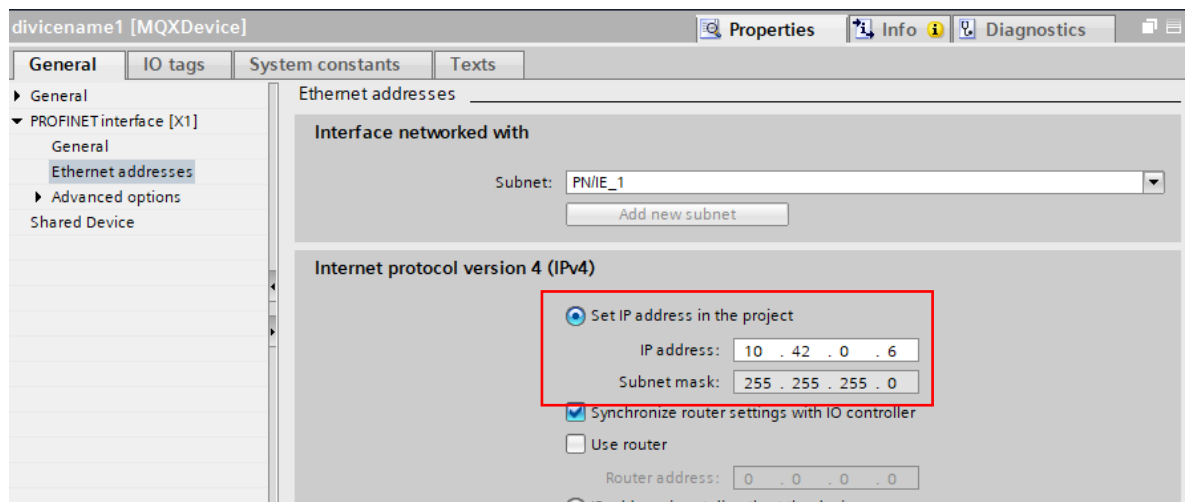 divicename1 [MQXDevice]
Properties
Info
Diagnostics
General
IO tags
System constants
Texts
General
PROFINET interface [X1]
General
Ethernet addresses
Advanced options
Shared Device
Ethernet addresses
Interface networked with
Subnet: PN/IE_1
Add new subnet
Internet protocol version 4 (IPv4)
Set IP address in the project
IP address: 10 . 42 . 0 . 6
Subnet mask: 255 . 255 . 255 . 0
Synchronize router settings with IO controller
Use router
Router address: 0 . 0 . 0 . 0